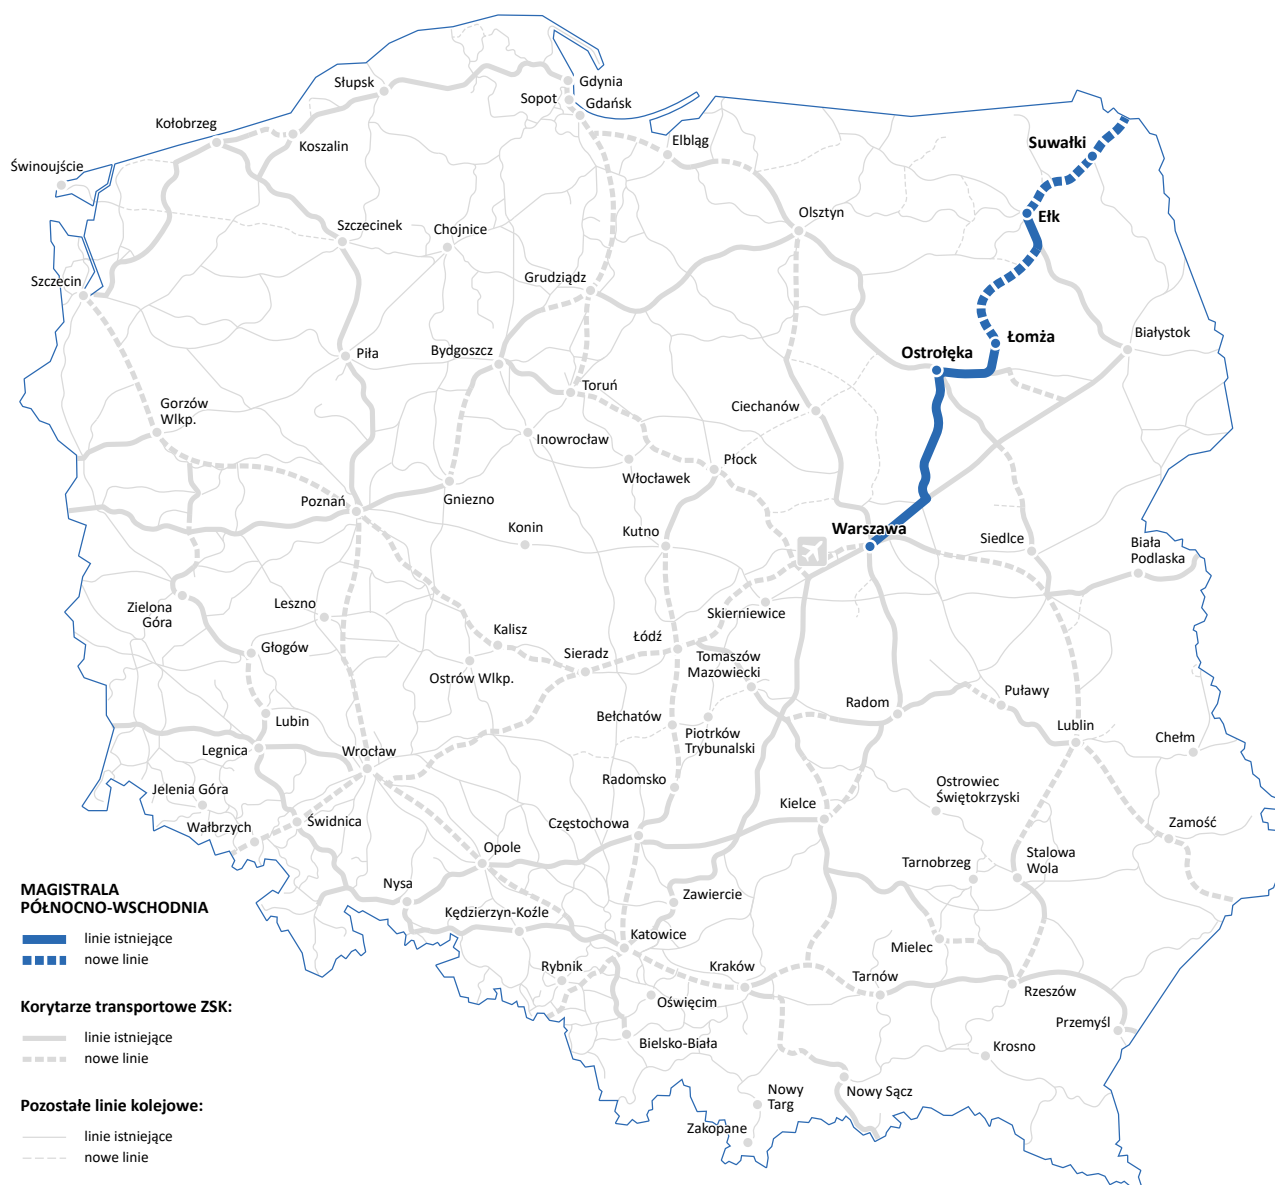 Gdynia
Słupsk
Sopot
Gdańsk
Kołobrzeg
Koszalin
Elbląg
Suwałki
Świnoujście
Ełk
Olsztyn
Szczecinek
Chojnice
Szczecin
Grudziądz
Łomża
Białystok
Ostrołęka
Bydgoszcz
Piła
Toruń
Ciechanów
Gorzów
Wlkp.
Inowrocław
Płock
Włocławek
Poznań
Gniezno
Konin
Kutno
Warszawa
Siedlce
Biała
Podlaska
Zielona
Góra
Leszno
Skierniewice
Kalisz
Łódź
Głogów
Sieradz
Tomaszów
Mazowiecki
Ostrów Wlkp.
Puławy
Radom
Lubin
Bełchatów
Piotrków
Trybunalski
Lublin
Chełm
Legnica
Wrocław
Radomsko
Jelenia Góra
Ostrowiec
Świętokrzyski
Kielce
Wałbrzych
Świdnica
Częstochowa
Zamość
Opole
Stalowa
Wola
Tarnobrzeg
Nysa
Zawiercie
Kędzierzyn-Koźle
Katowice
Mielec
Rybnik
Kraków
Tarnów
Oświęcim
Rzeszów
Przemyśl
Bielsko-Biała
Krosno
Nowy
Targ
Nowy Sącz
Zakopane
MAGISTRALA
PÓŁNOCNO-WSCHODNIA
linie istniejące
nowe linie
Korytarze transportowe ZSK:
linie istniejące
nowe linie
Pozostałe linie kolejowe:
linie istniejące
nowe linie